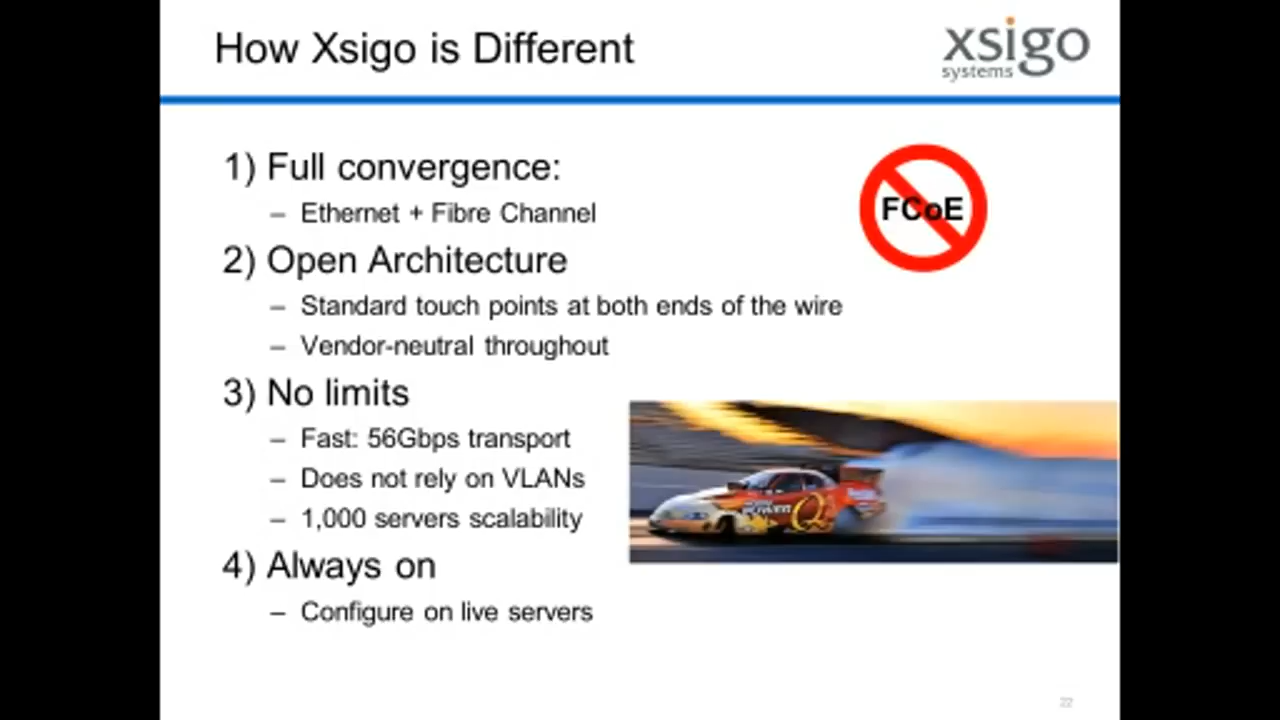 How Xsigo is Different
xsigo
systems
1) Full convergence:
– Ethernet + Fibre Channel
FCoE
2) Open Architecture
– Standard touch points at both ends of the wire
– Vendor-neutral throughout
3) No limits
– Fast: 56Gbps transport
– Does not rely on VLANs
– 1,000 servers scalability
POWER Q
4) Always on
– Configure on live servers
22